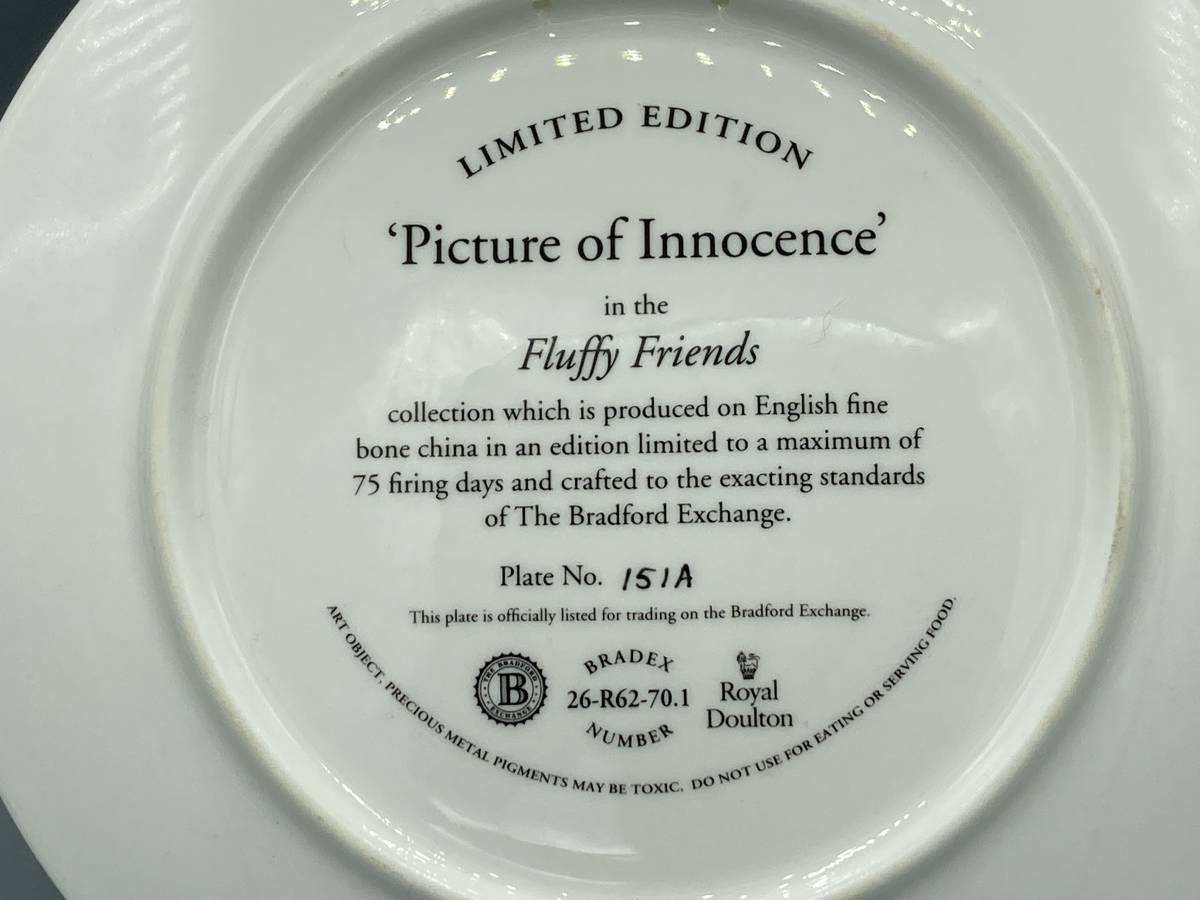 LIMITED EDITION
‘Picture of Innocence’
in the
Fluffy Friends
collection which is produced on English fine
bone china in an edition limited to a maximum of
75 firing days and crafted to the exacting standards
of The Bradford Exchange.
Plate No. 151A
This plate is officially listed for trading on the Bradford Exchange.
THE BRADFORD
B
EXCHANGE
BRADEX
26-R62-70.1
NUMBER
Royal
Doulton
ART OBJECT, PRECIOUS METAL PIGMENTS MAY BE TOXIC. DO NOT USE FOR EATING OR SERVING FOOD.